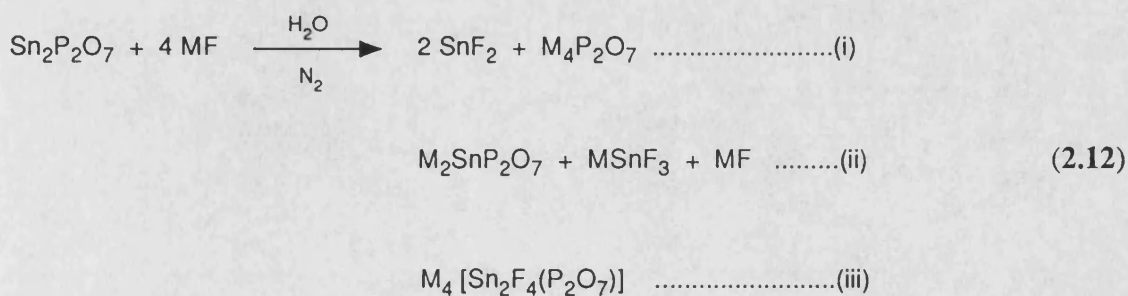 H₂O
Sn₂P₂O₇ + 4 MF ⟶ 2 SnF₂ + M₄P₂O₇ ............................(i)
N₂
M₂SnP₂O₇ + MSnF₃ + MF .........(ii) (2.12)
M₄ [Sn₂F₄(P₂O₇)] ........................(iii)